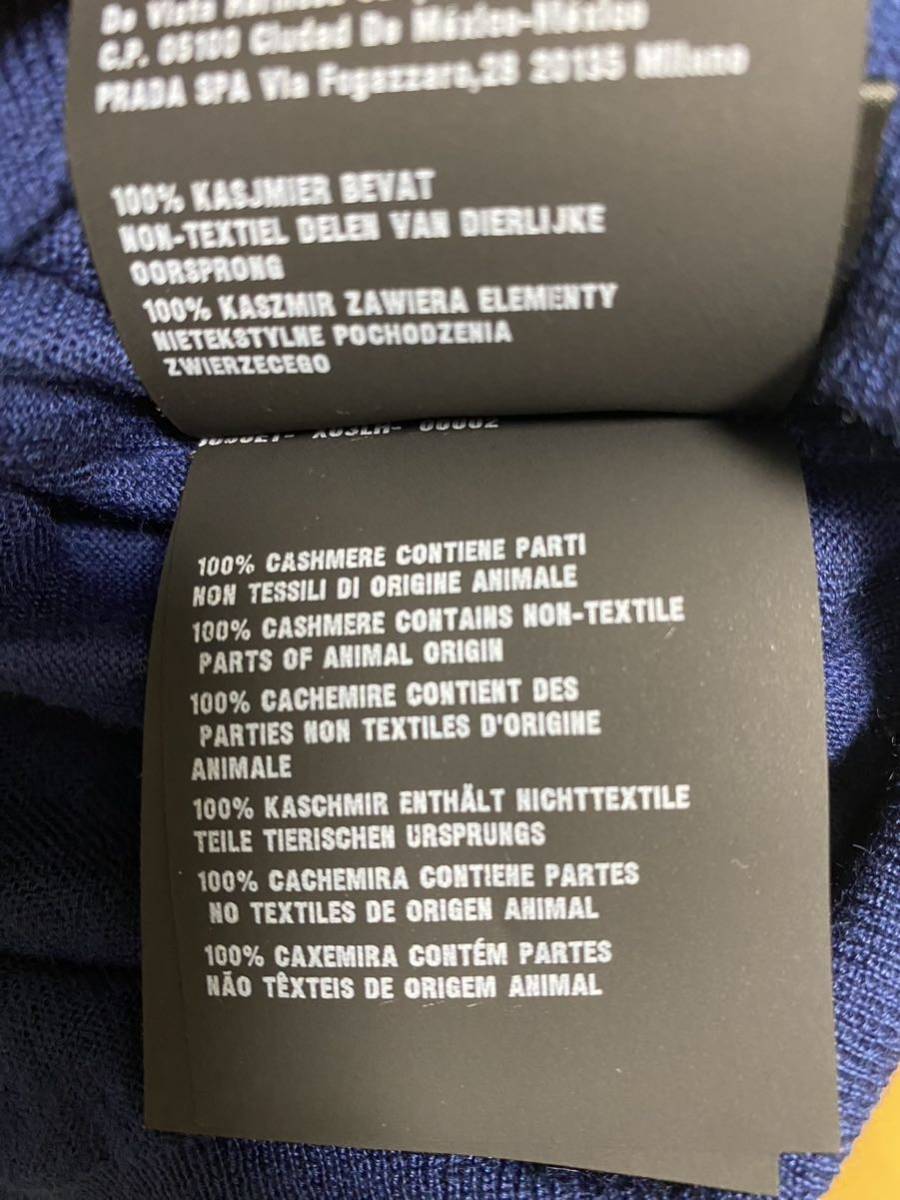 De Vista
C.P. 05100 Ciudad De México-México
PRADA SPA Via Fogazzaro,28 20135 Milano
100% KASJMIER BEVAT
NON-TEXTIEL DELEN VAN DIERLIJKE
OORSPRONG
100% KASZMIR ZAWIERA ELEMENTY
NIETEKSTYLNE POCHODZENIA
ZWIERZECEGO
100% CASHMERE CONTIENE PARTI
NON TESSILI DI ORIGINE ANIMALE
100% CASHMERE CONTAINS NON-TEXTILE
PARTS OF ANIMAL ORIGIN
100% CACHEMIRE CONTIENT DES
PARTIES NON TEXTILES D'ORIGINE
ANIMALE
100% KASCHMIR ENTHÄLT NICHTTEXTILE
TEILE TIERISCHEN URSPRUNGS
100% CACHEMIRA CONTIENE PARTES
NO TEXTILES DE ORIGEN ANIMAL
100% CAXEMIRA CONTÉM PARTES
NÃO TÊXTEIS DE ORIGEM ANIMAL